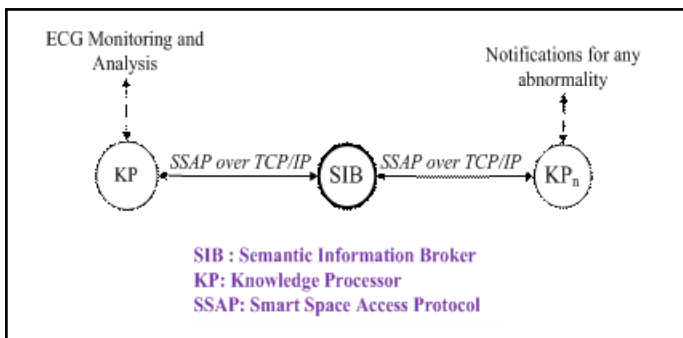 ECG Monitoring and
Analysis
Notifications for any
abnormality
KP
SSAP over TCP/IP
SIB
SSAP over TCP/IP
KPn
SIB : Semantic Information Broker
KP: Knowledge Processor
SSAP: Smart Space Access Protocol